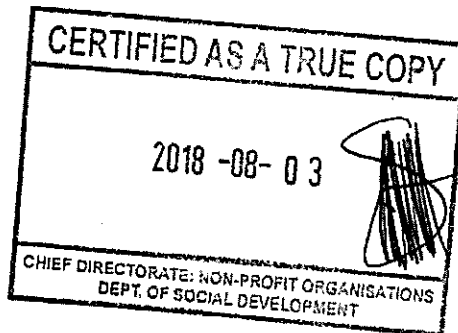 CERTIFIED AS A TRUE COPY
2018 -08- 03
CHIEF DIRECTORATE: NON-PROFIT ORGANISATIONS
DEPT. OF SOCIAL DEVELOPMENT